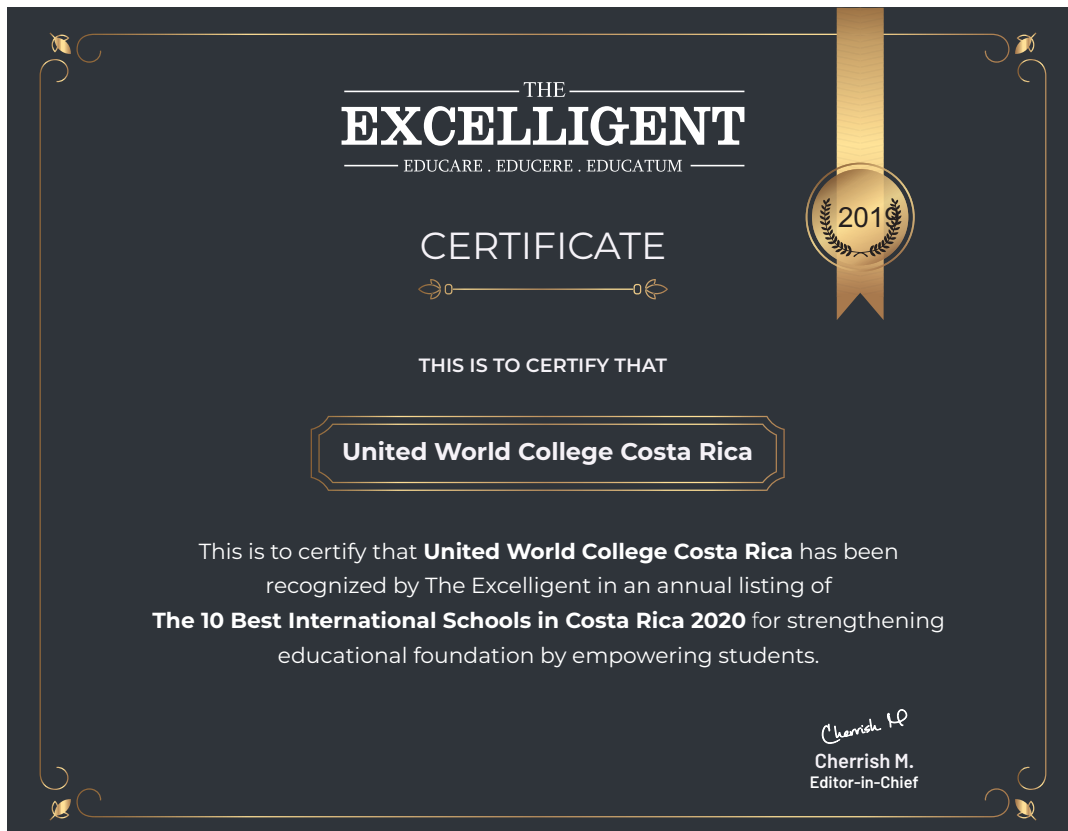 THE
EXCELLIGENT
EDUCARE . EDUCERE . EDUCATUM
2019
CERTIFICATE
THIS IS TO CERTIFY THAT
United World College Costa Rica
This is to certify that United World College Costa Rica has been
recognized by The Excelligent in an annual listing of
The 10 Best International Schools in Costa Rica 2020 for strengthening
educational foundation by empowering students.
Cherrish M
Cherrish M.
Editor-in-Chief